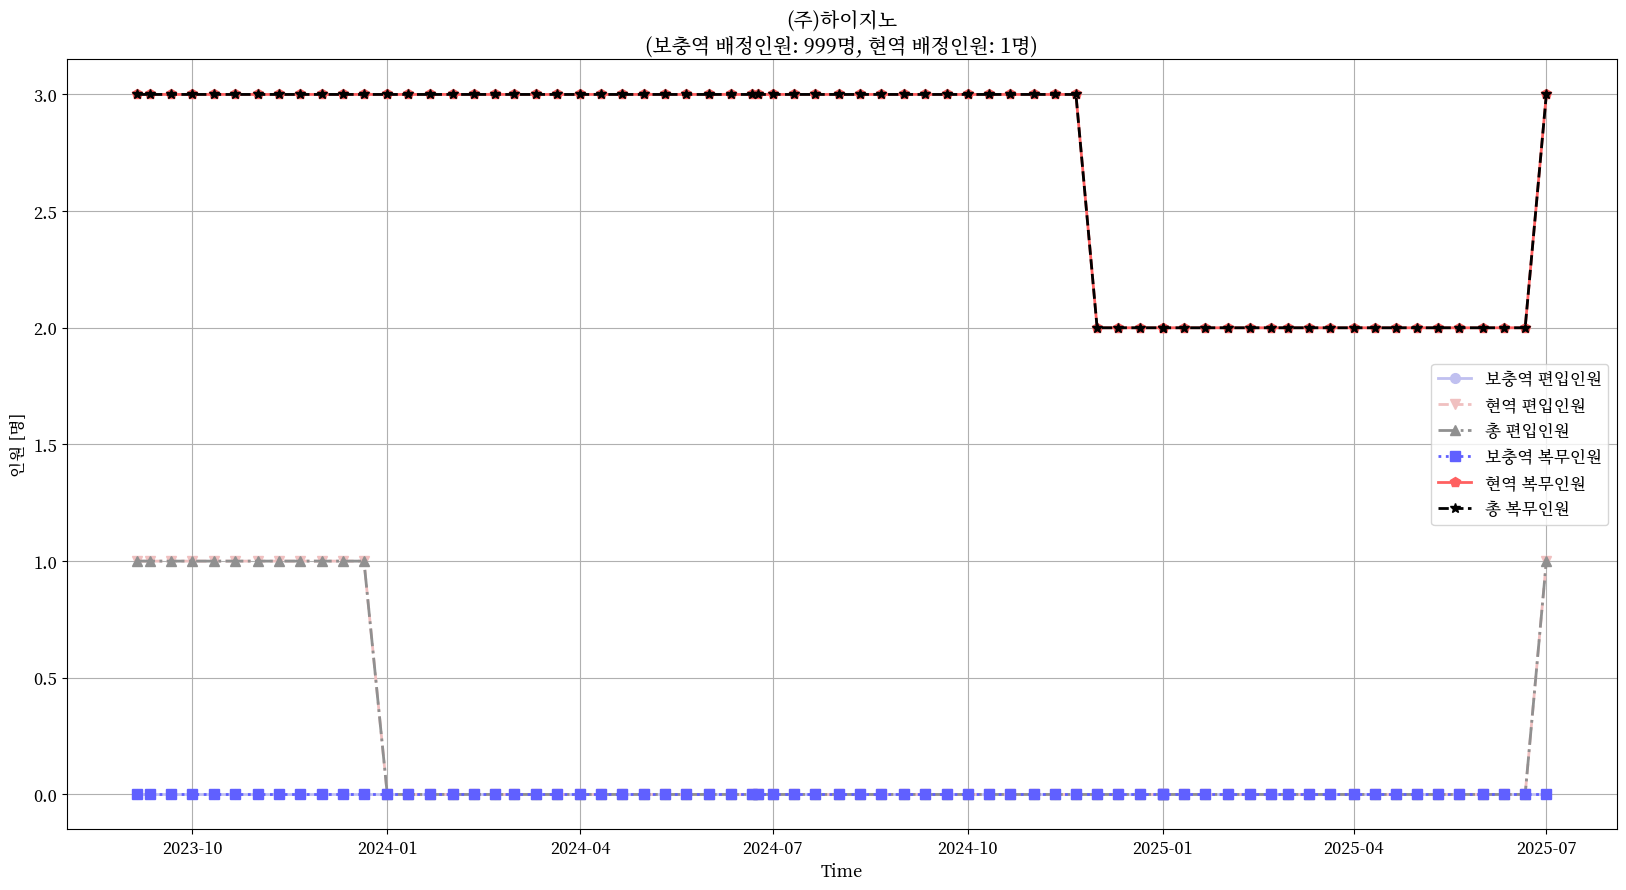 (주)하이지노
(보충역 배정인원: 999명, 현역 배정인원: 1명)
인원 [명]
3.0
2.5
2.0
1.5
1.0
0.5
0.0
보충역 편입인원
현역 편입인원
총 편입인원
보충역 복무인원
현역 복무인원
총 복무인원
2023-10 2024-01 2024-04 2024-07 2024-10 2025-01 2025-04 2025-07
Time